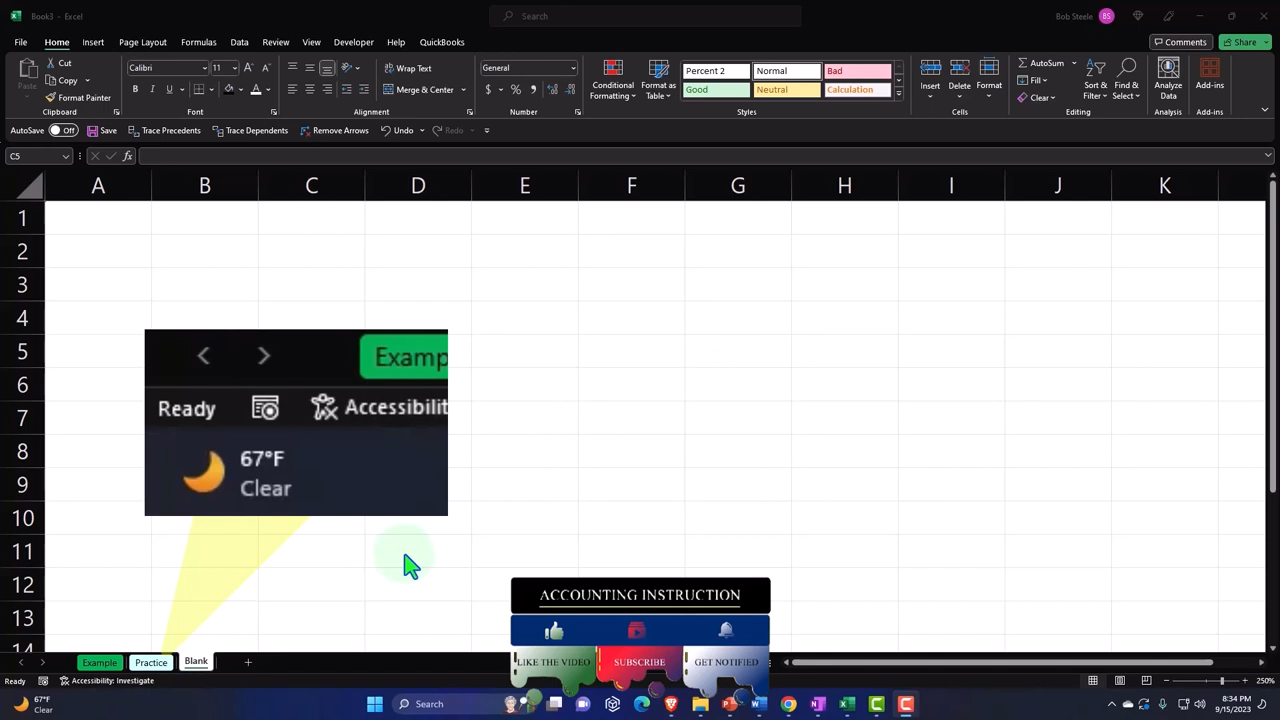 Book3 - Excel
Search
Bob Steele
BS
File Home Insert Page Layout Formulas Data Review View Developer Help QuickBooks
Comments
Share
Cut
Copy
Format Painter
Clipboard
Calibri 11
B I U
Font
Wrap Text
Merge & Center
Alignment
General
$ % 9
Number
Conditional Formatting
Format as Table
Percent 2 Normal Bad
Good Neutral Calculation
Styles
Insert Delete Format
Cells
AutoSum
Fill
Clear
Sort & Filter
Find & Select
Editing
Analyze Data
Analysis
Add-ins
Add-ins
AutoSave Off Save Trace Precedents Trace Dependents Remove Arrows Undo Redo
C5 fx
A B C D E F G H I J K
1
2
3
4
5
6
7
8
9
10
11
12
13
14
Examp
Ready Accessibilit
67°F
Clear
ACCOUNTING INSTRUCTION
LIKE THE VIDEO SUBSCRIBE GET NOTIFIED
Example Practice Blank
Ready Accessibility: Investigate 250%
67°F
Clear
Search
8:34 PM
9/15/2023